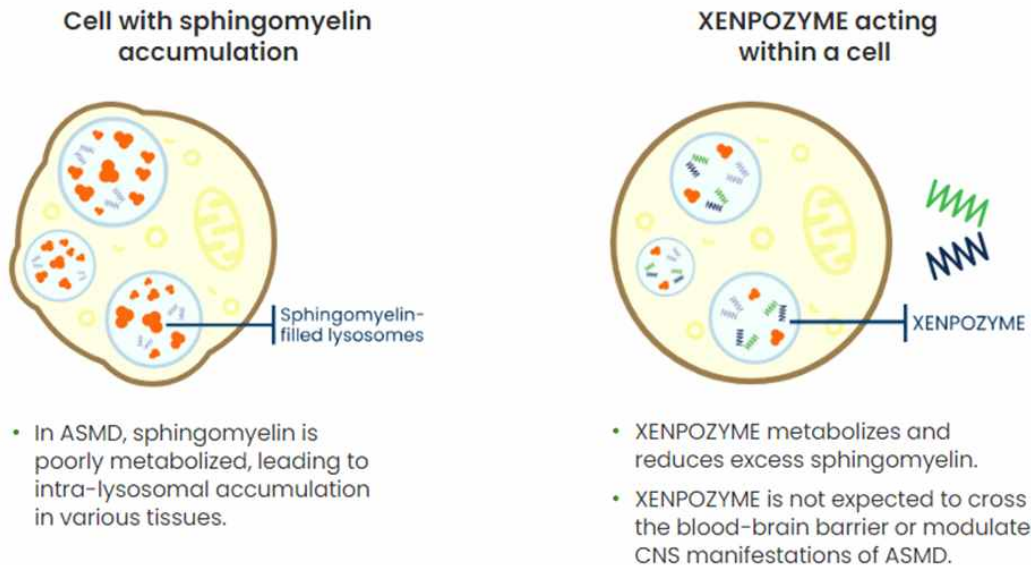 Cell with sphingomyelin
accumulation
Sphingomyelin-
filled lysosomes
• In ASMD, sphingomyelin is
poorly metabolized, leading to
intra-lysosomal accumulation
in various tissues.
XENPOZYME acting
within a cell
XENPOZYME
• XENPOZYME metabolizes and
reduces excess sphingomyelin.
• XENPOZYME is not expected to cross
the blood-brain barrier or modulate
CNS manifestations of ASMD.